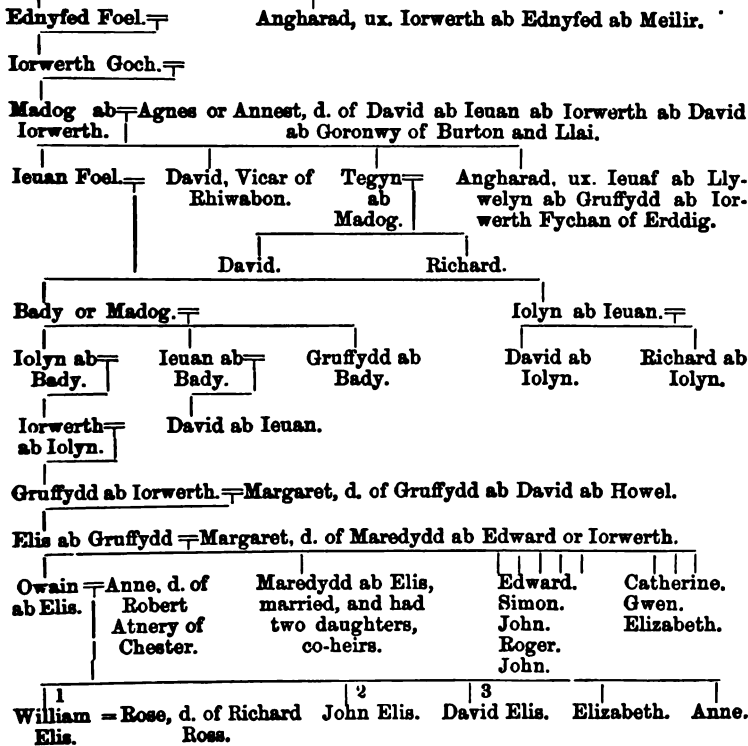 Ednyfed Foel. Angharad, ux. Iorwerth ab Ednyfed ab Meilir.
Iorwerth Goch.
Madog ab Iorwerth. Agnes or Annest, d. of David ab Ieuan ab Iorwerth ab David
ab Goronwy of Burton and Llai.
Ieuan Foel.
David, Vicar of
Rhiwabon.
Tegyn
ab
Madog.
Angharad, ux. Ieuaf ab Lly-
welyn ab Gruffydd ab Ior-
werth Fychan of Erddig.
David. Richard.
Bady or Madog. Iolyn ab Ieuan.
Iolyn ab
Bady.
Ieuan ab
Bady.
Gruffydd ab
Bady.
David ab
Iolyn.
Richard ab
Iolyn.
Iorwerth
ab Iolyn.
David ab Ieuan.
Gruffydd ab Iorwerth. Margaret, d. of Gruffydd ab David ab Howel.
Elis ab Gruffydd Margaret, d. of Maredydd ab Edward or Iorwerth.
Owain
ab Elis.
Anne, d. of
Robert
Atnery of
Chester.
Maredydd ab Elis,
married, and had
two daughters,
co-heirs.
Edward.
Simon.
John.
Roger.
John.
Catherine.
Gwen.
Elizabeth.
1 2 3
William
Elis.
= Rose, d. of Richard
Ross.
John Elis. David Elis. Elizabeth. Anne.